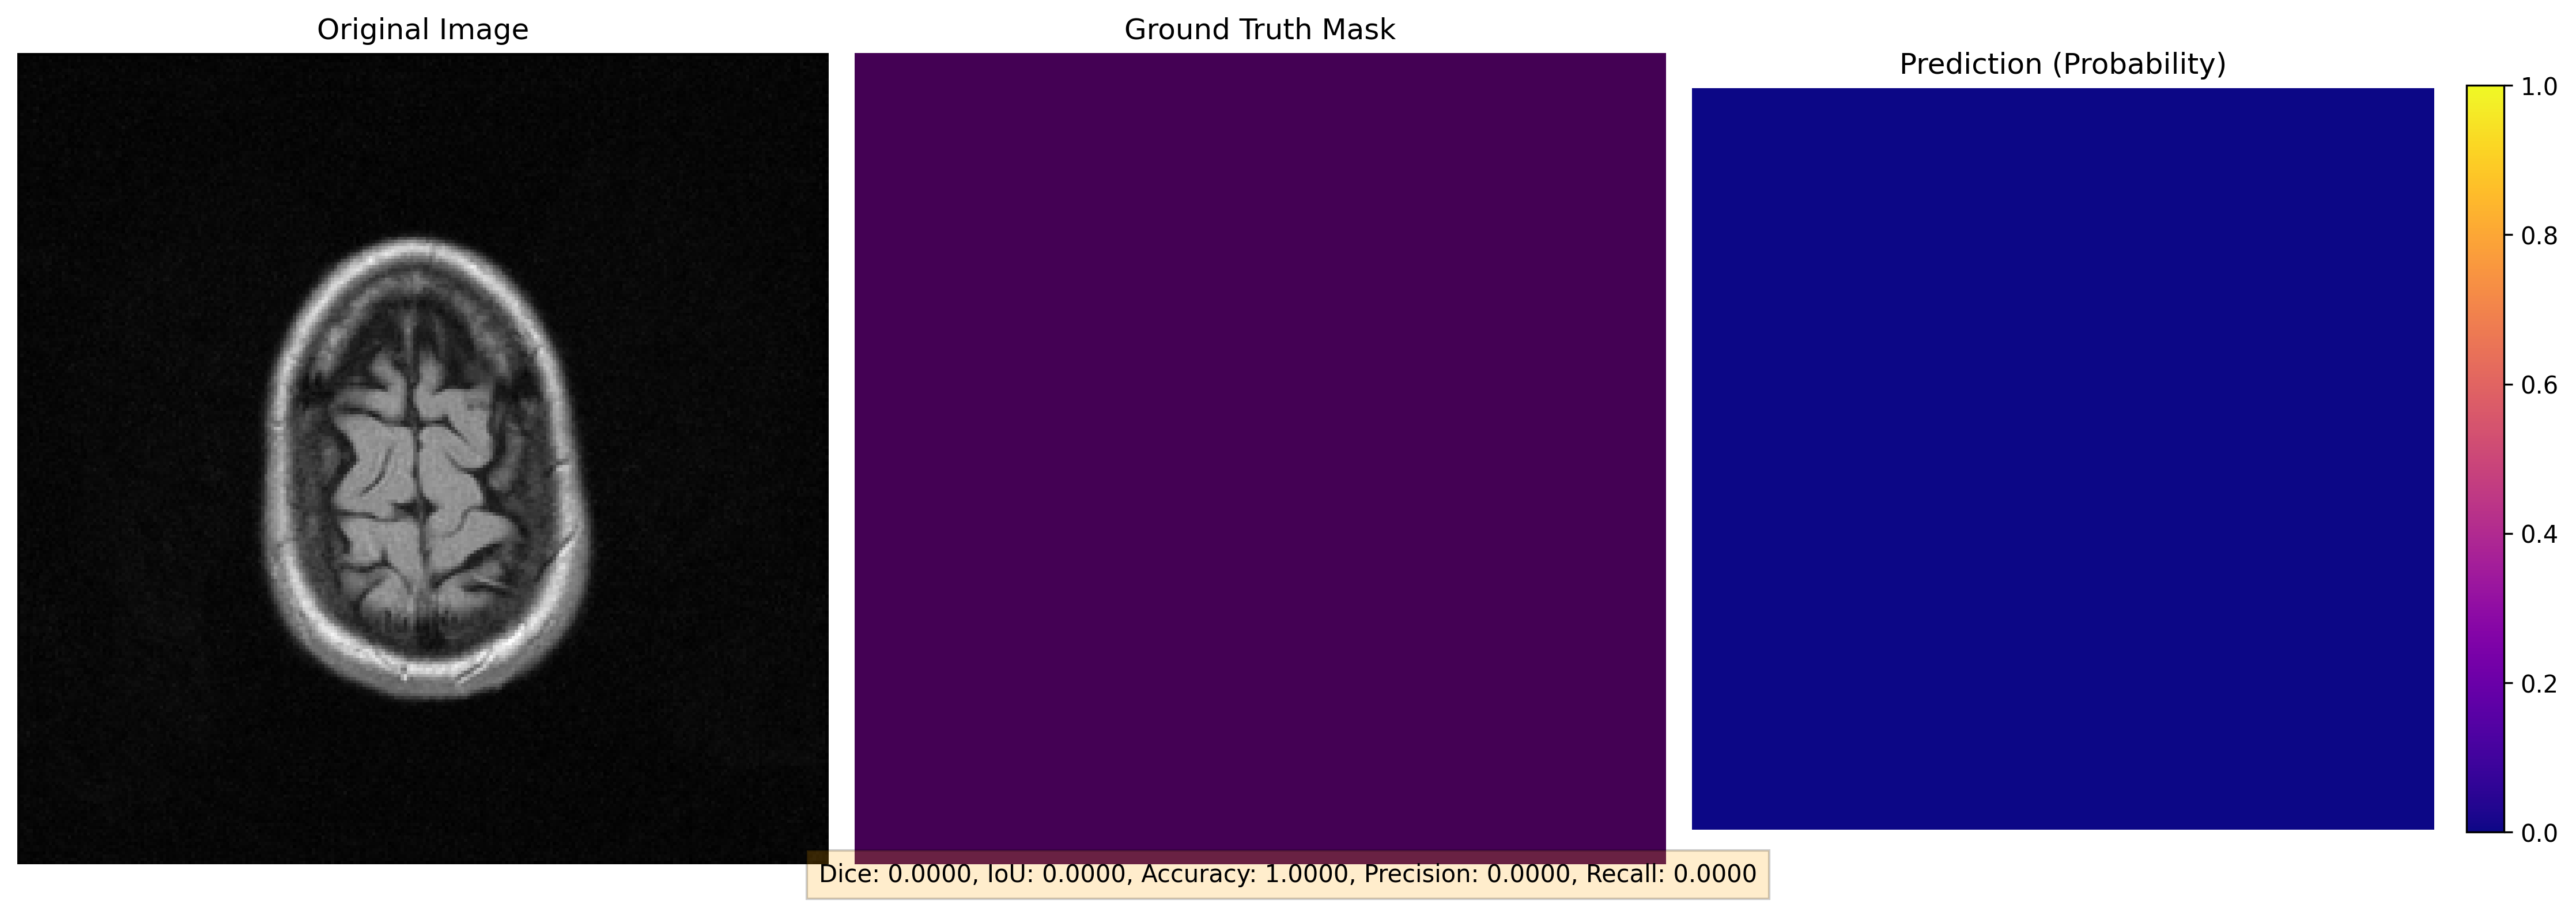 Original Image
Ground Truth Mask
Prediction (Probability)
1.0
0.8
0.6
0.4
0.2
0.0
Dice: 0.0000, IoU: 0.0000, Accuracy: 1.0000, Precision: 0.0000, Recall: 0.0000